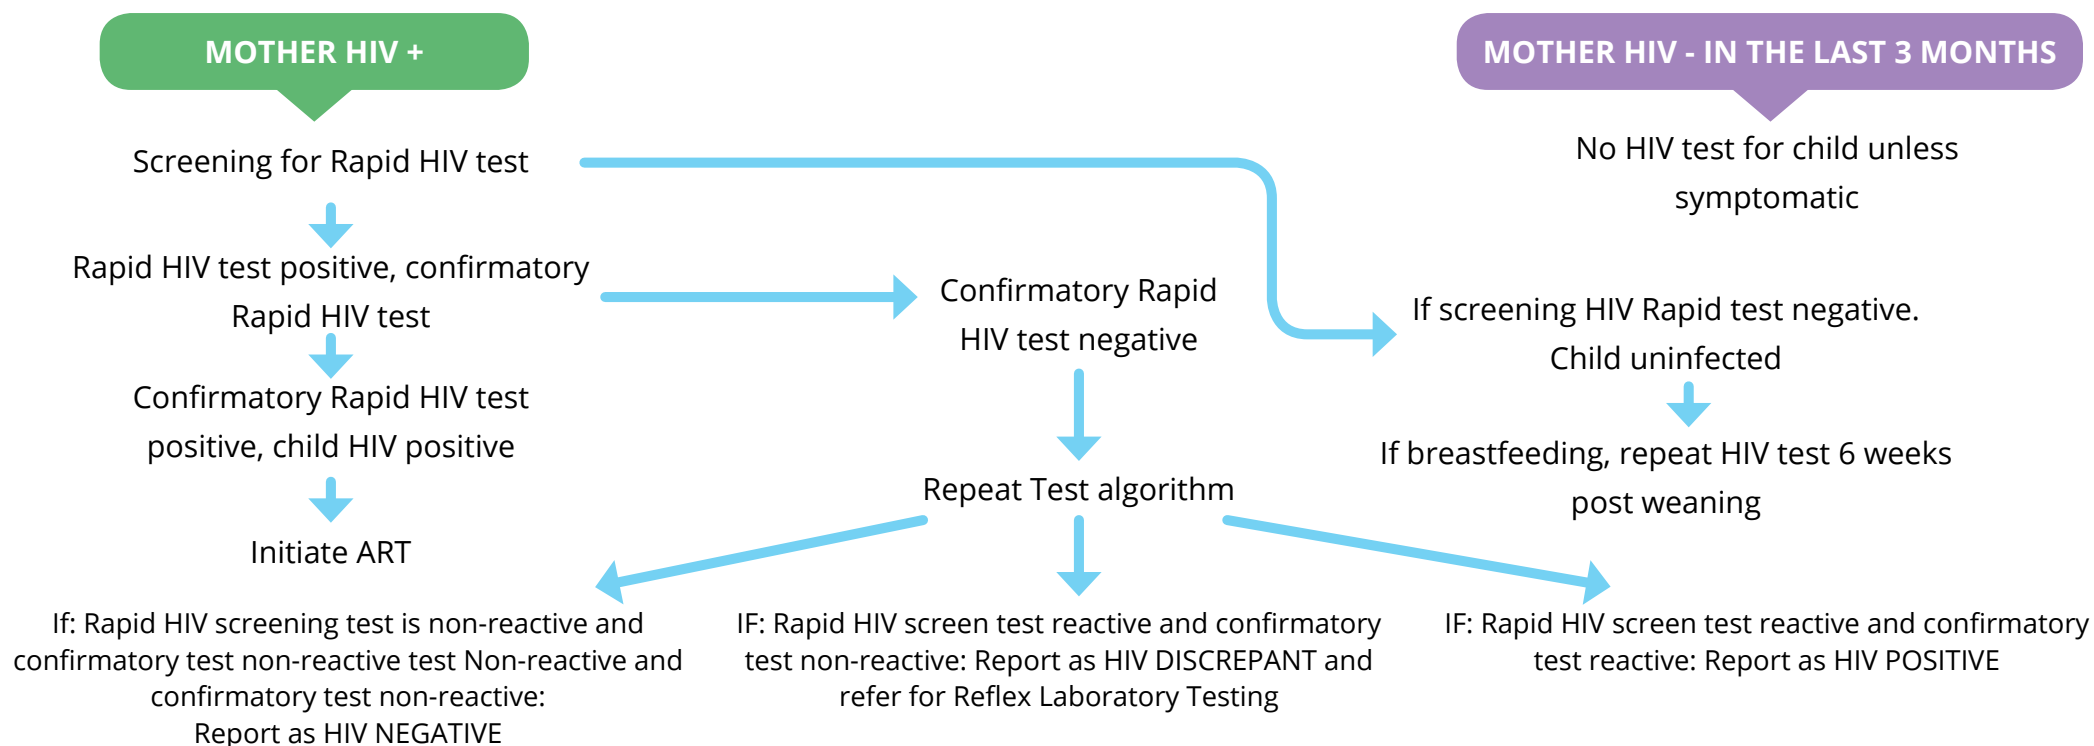 MOTHER HIV +
MOTHER HIV - IN THE LAST 3 MONTHS
Screening for Rapid HIV test
No HIV test for child unless
symptomatic
Rapid HIV test positive, confirmatory
Rapid HIV test
Confirmatory Rapid
HIV test negative
If screening HIV Rapid test negative.
Child uninfected
Confirmatory Rapid HIV test
positive, child HIV positive
If breastfeeding, repeat HIV test 6 weeks
post weaning
Repeat Test algorithm
Initiate ART
If: Rapid HIV screening test is non-reactive and
confirmatory test non-reactive test Non-reactive and
confirmatory test non-reactive:
Report as HIV NEGATIVE
IF: Rapid HIV screen test reactive and confirmatory
test non-reactive: Report as HIV DISCREPANT and
refer for Reflex Laboratory Testing
IF: Rapid HIV screen test reactive and confirmatory
test reactive: Report as HIV POSITIVE